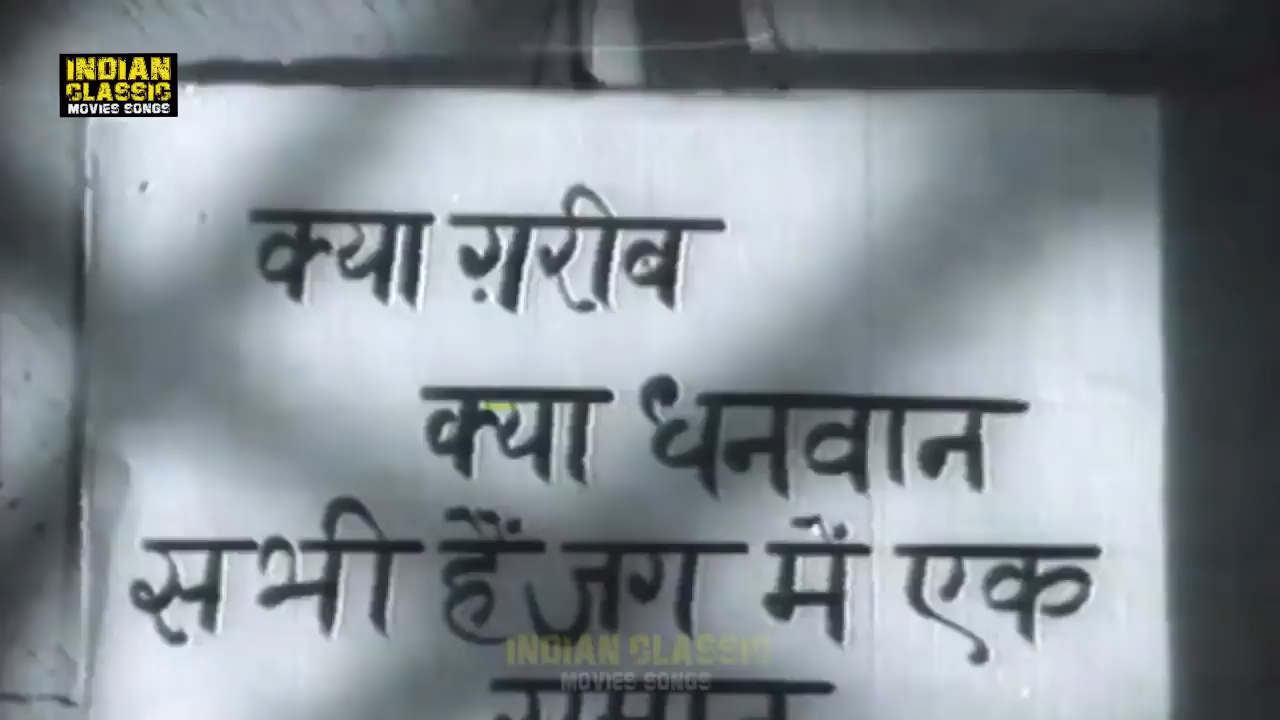 INDIAN
CLASSIC
MOVIES SONGS
क्या ग़रीब
क्या धनवान
सभी हैं जग में एक
INDIAN CLASSIC
MOVIES SONGS